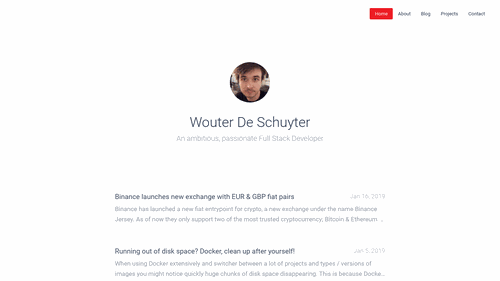 Home About Blog Projects Contact
Wouter De Schuyter
An ambitious, passionate Full Stack Developer.
Binance launches new exchange with EUR & GBP fiat pairs Jan 16, 2019
Binance has launched a new fiat entrypoint for crypto, a new exchange under the name Binance
Jersey. As of now they only support two of the most trusted cryptocurrency; Bitcoin & Ethereum ...
Running out of disk space? Docker, clean up after yourself! Jan 5, 2019
When using Docker extensively and switcher between a lot of projects and types / versions of
images you might notice quickly huge chunks of disk space disappearing. This is because Docke...